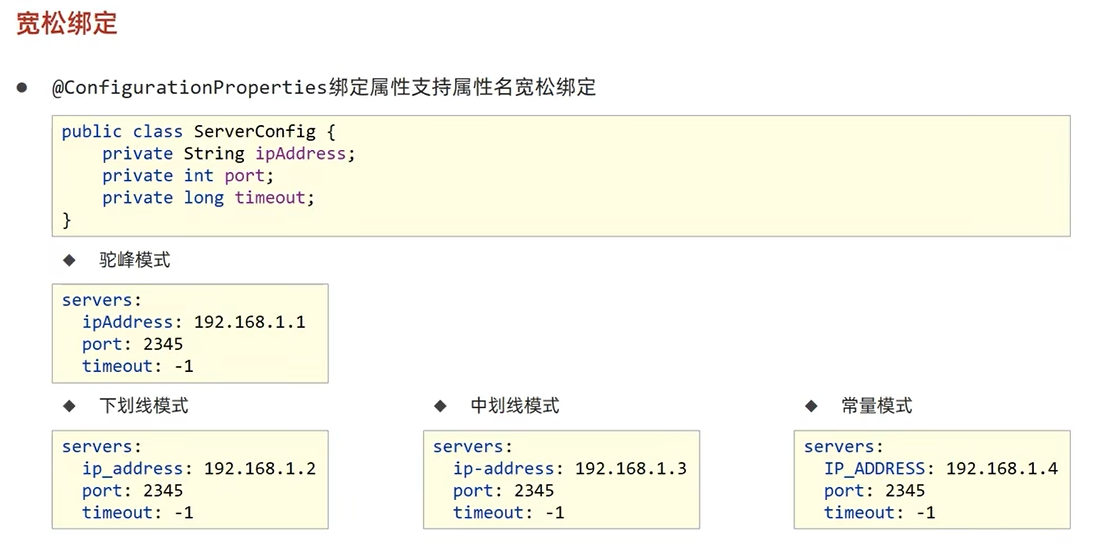 宽松绑定
● @ConfigurationProperties绑定属性支持属性名宽松绑定
public class ServerConfig {
    private String ipAddress;
    private int port;
    private long timeout;
}
◆ 驼峰模式
servers:
  ipAddress: 192.168.1.1
  port: 2345
  timeout: -1
◆ 下划线模式
servers:
  ip_address: 192.168.1.2
  port: 2345
  timeout: -1
◆ 中划线模式
servers:
  ip-address: 192.168.1.3
  port: 2345
  timeout: -1
◆ 常量模式
servers:
  IP_ADDRESS: 192.168.1.4
  port: 2345
  timeout: -1